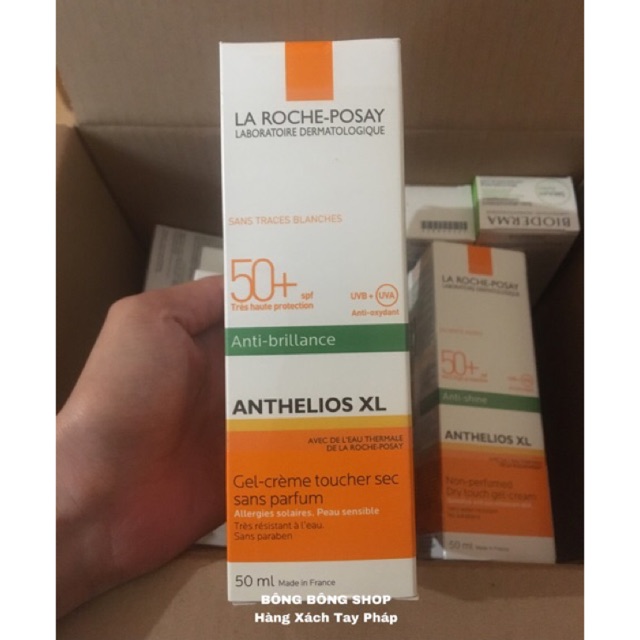 LA ROCHE-POSAY
LABORATOIRE DERMATOLOGIQUE
SANS TRACES BLANCHES
50+ spf
Très haute protection
UVB + UVA
Anti-oxydant
Anti-brillance
ANTHELIOS XL
AVEC DE L'EAU THERMALE
DE LA ROCHE-POSAY
Gel-crème toucher sec
sans parfum
Allergies solaires. Peau sensible
Très résistant à l'eau.
Sans paraben
50 ml Made in France
BIODERMA
LA ROCHE-POSAY
LABORATOIRE DERMATOLOGIQUE
50+
Anti-shine
ANTHELIOS XL
Non-perfumed
Dry touch gel-cream
50 ml Made in France
BÔNG BÔNG SHOP
Hàng Xách Tay Pháp